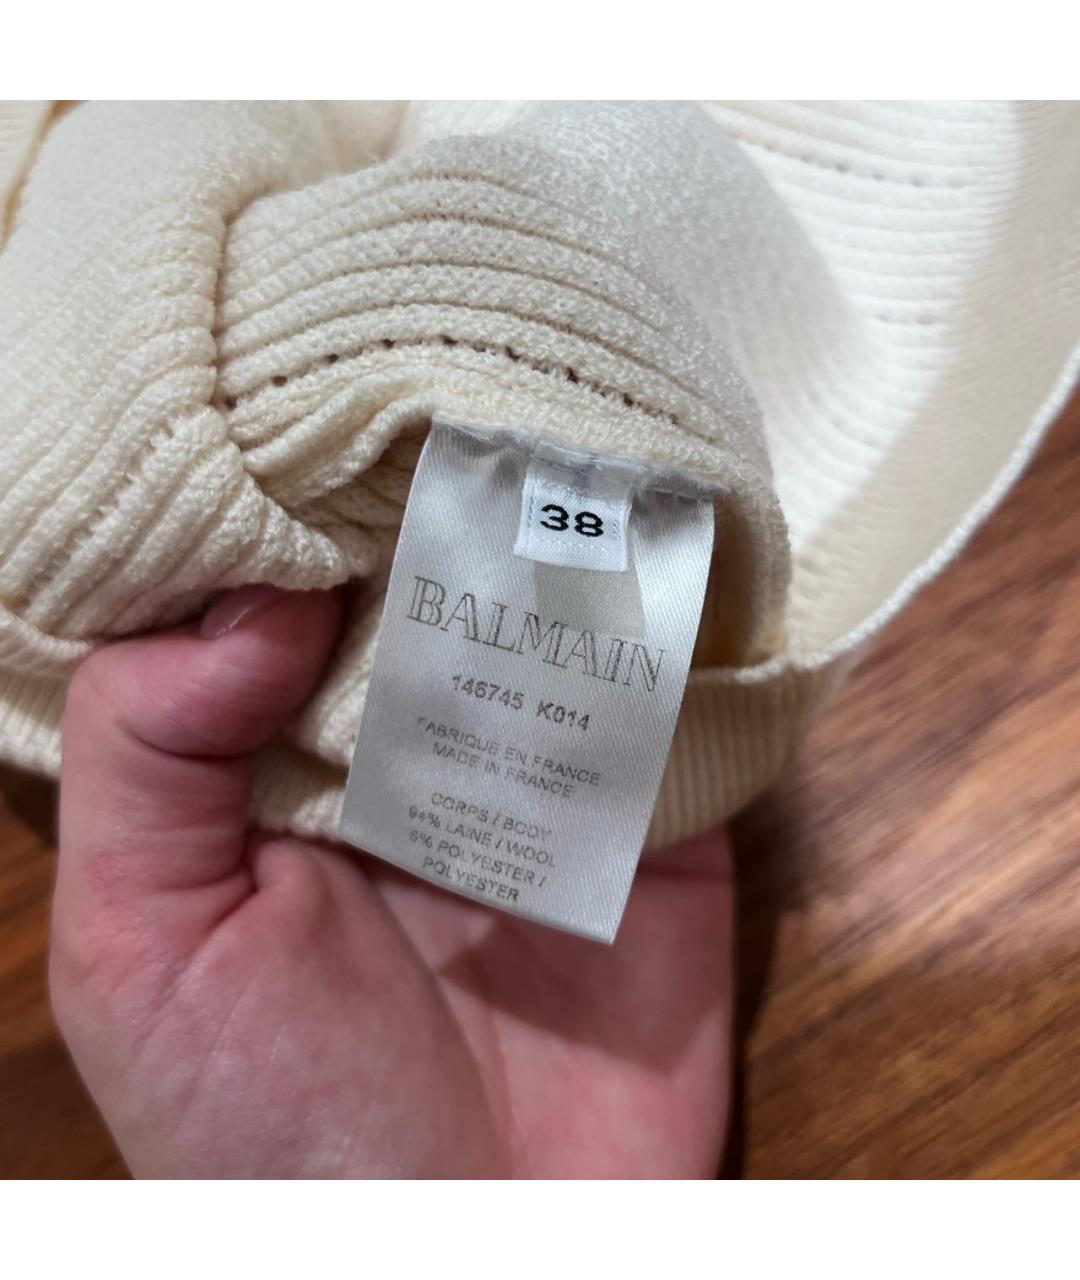 38
BALMAIN
146745 K014
FABRIQUE EN FRANCE
MADE IN FRANCE
CORPS / BODY
94% LAINE / WOOL
6% POLYESTER /
POLYESTER